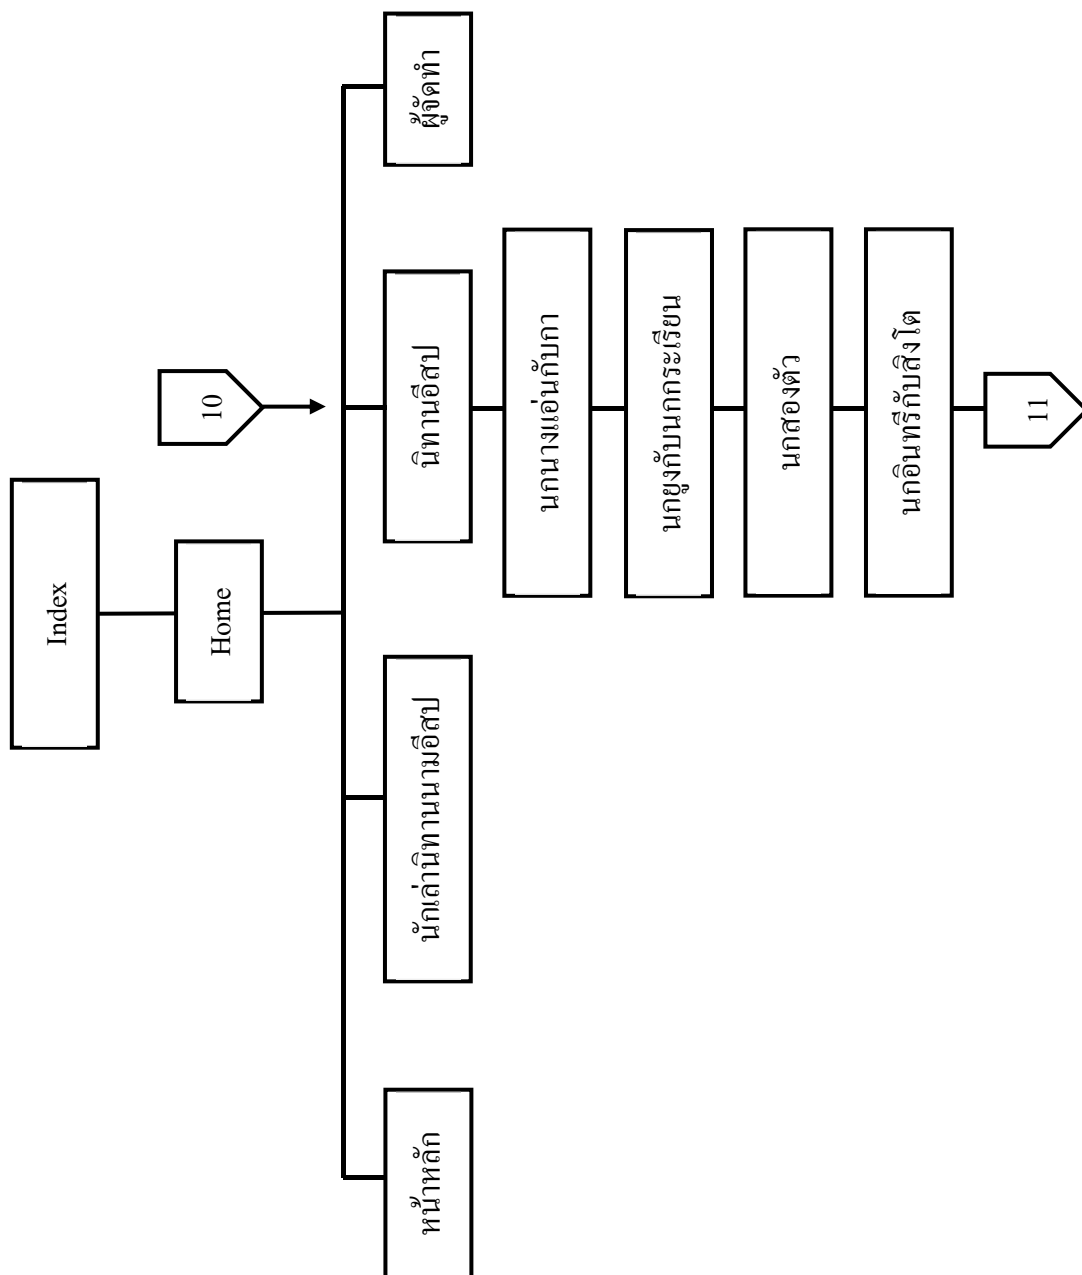 Index
Home
10
หน้าหลัก
นักเล่านิทานนามอีสป
นิทานอีสป
ผู้จัดทำ
นกนางแอ่นกับกา
นกยูงกับนกกระเรียน
นกสองตัว
นกอินทรีกับสิงโต
11